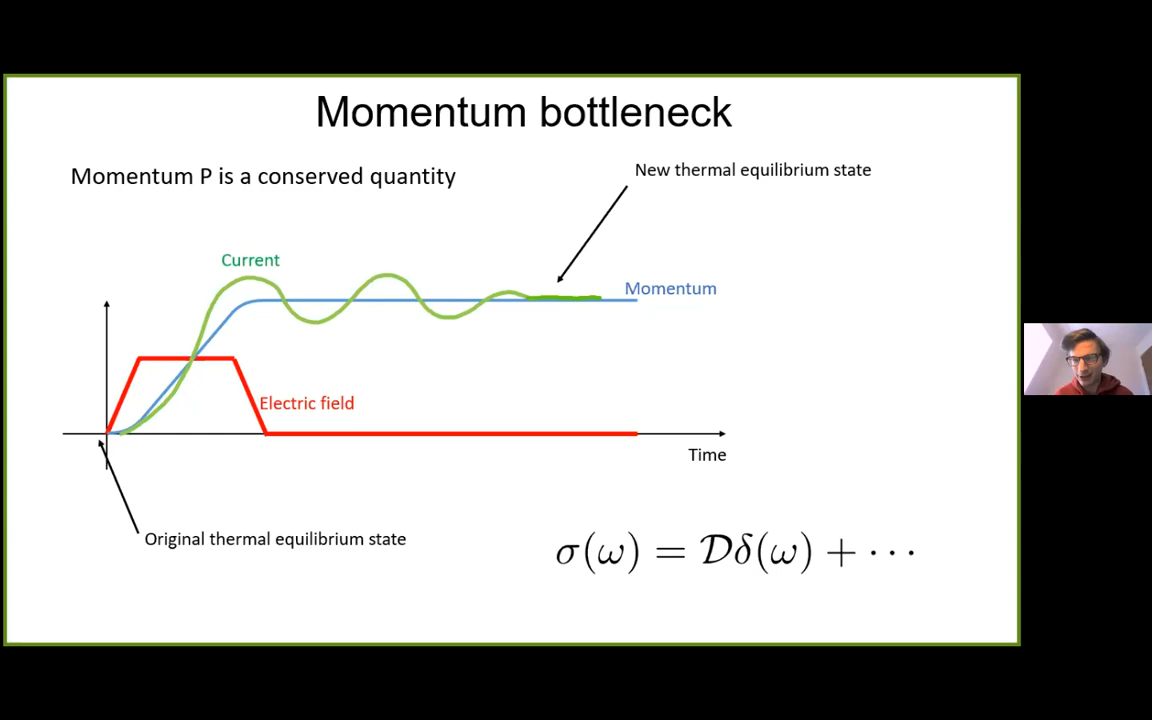 Momentum bottleneck
Momentum P is a conserved quantity
New thermal equilibrium state
Current
Momentum
Electric field
Time
Original thermal equilibrium state
σ(ω) = 𝒟δ(ω) + ⋯